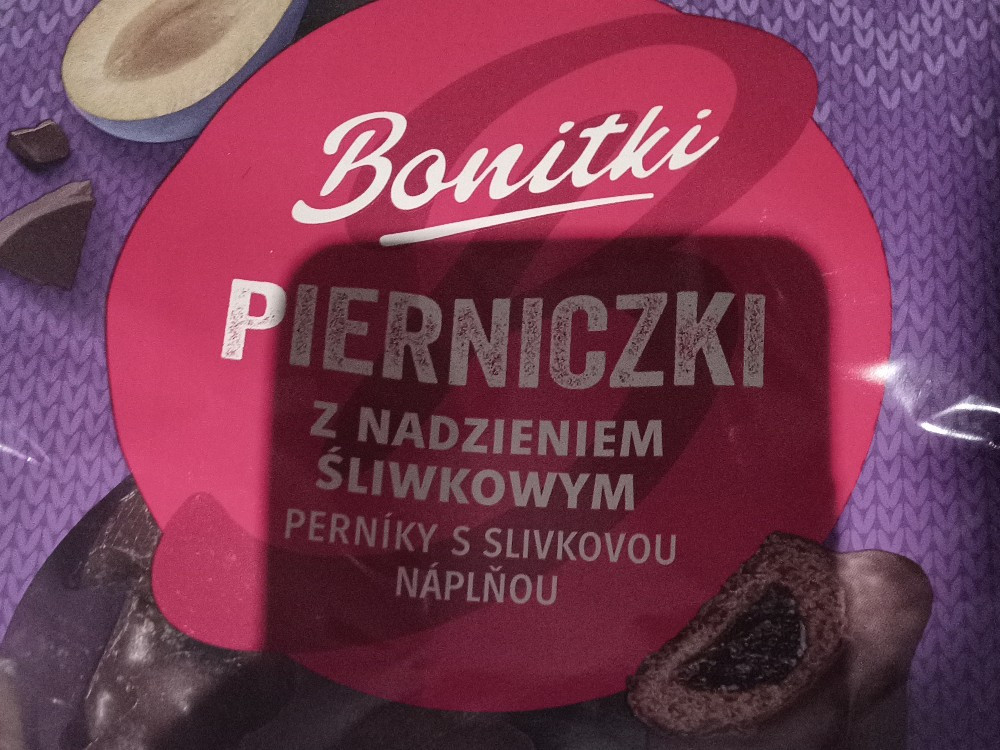 Bonitki
PIERNICZKI
Z NADZIENIEM
ŚLIWKOWYM
PERNÍKY S SLIVKOVOU
NÁPLŇOU